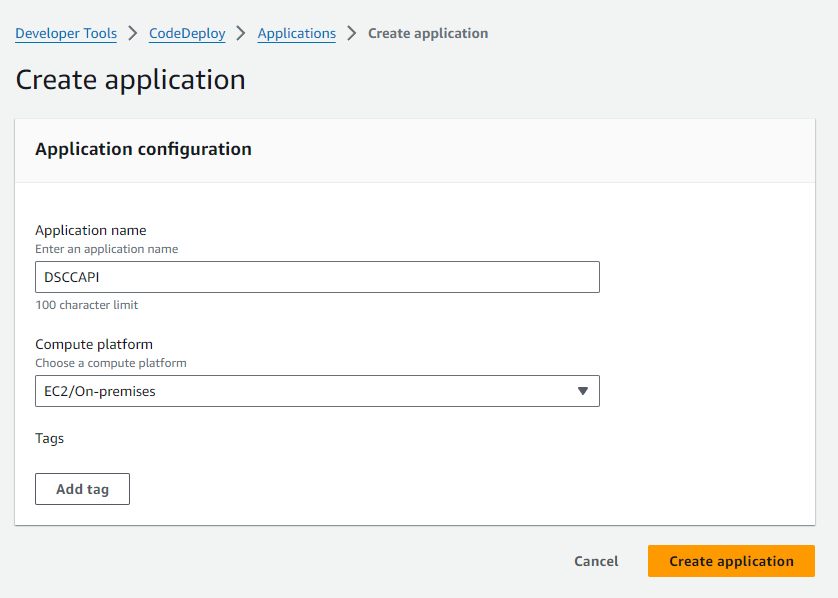 Developer Tools > CodeDeploy > Applications > Create application
Create application
Application configuration
Application name
Enter an application name
DSCCAPI
100 character limit
Compute platform
Choose a compute platform
EC2/On-premises
Tags
Add tag
Cancel Create application